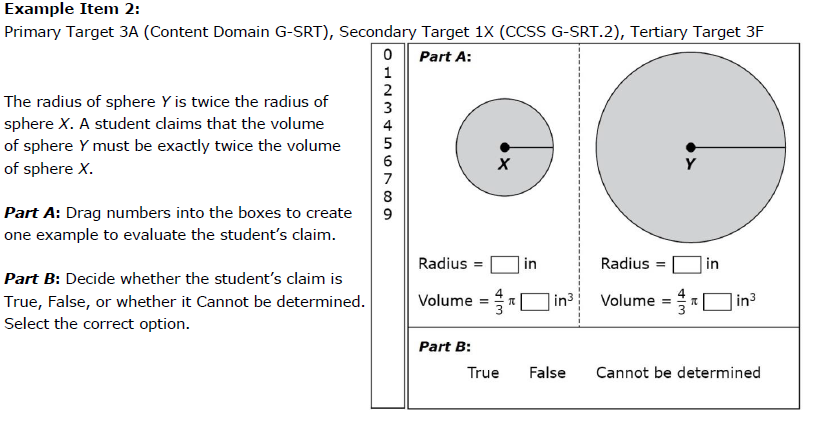 Example Item 2:
Primary Target 3A (Content Domain G-SRT), Secondary Target 1X (CCSS G-SRT.2), Tertiary Target 3F
The radius of sphere Y is twice the radius of
sphere X. A student claims that the volume
of sphere Y must be exactly twice the volume
of sphere X.
Part A: Drag numbers into the boxes to create
one example to evaluate the student's claim.
Part B: Decide whether the student's claim is
True, False, or whether it Cannot be determined.
Select the correct option.
0
1
2
3
4
5
6
7
8
9
Part A:
X
Y
Radius = in
Radius = in
Volume = 4/3 π in³
Volume = 4/3 π in³
Part B:
True False Cannot be determined